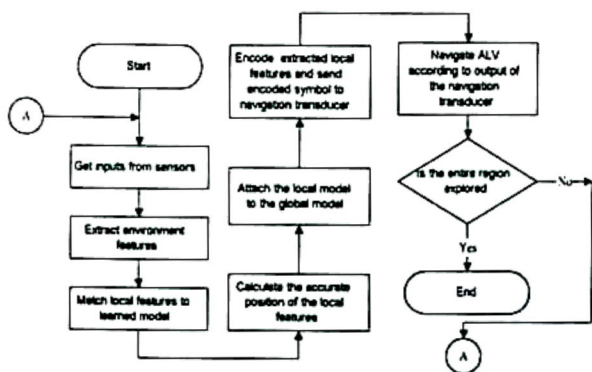 Start
A
Get inputs from sensors
Extract environment
features
Match local features to
learned model
Calculate the accurate
position of the local
features
Attach the local model
to the global model
Encode extracted local
features and send
encoded symbol to
navigation transducer
Navigate ALV
according to output of
the navigation
transducer
Is the entire region
explored
No
Yes
End
A